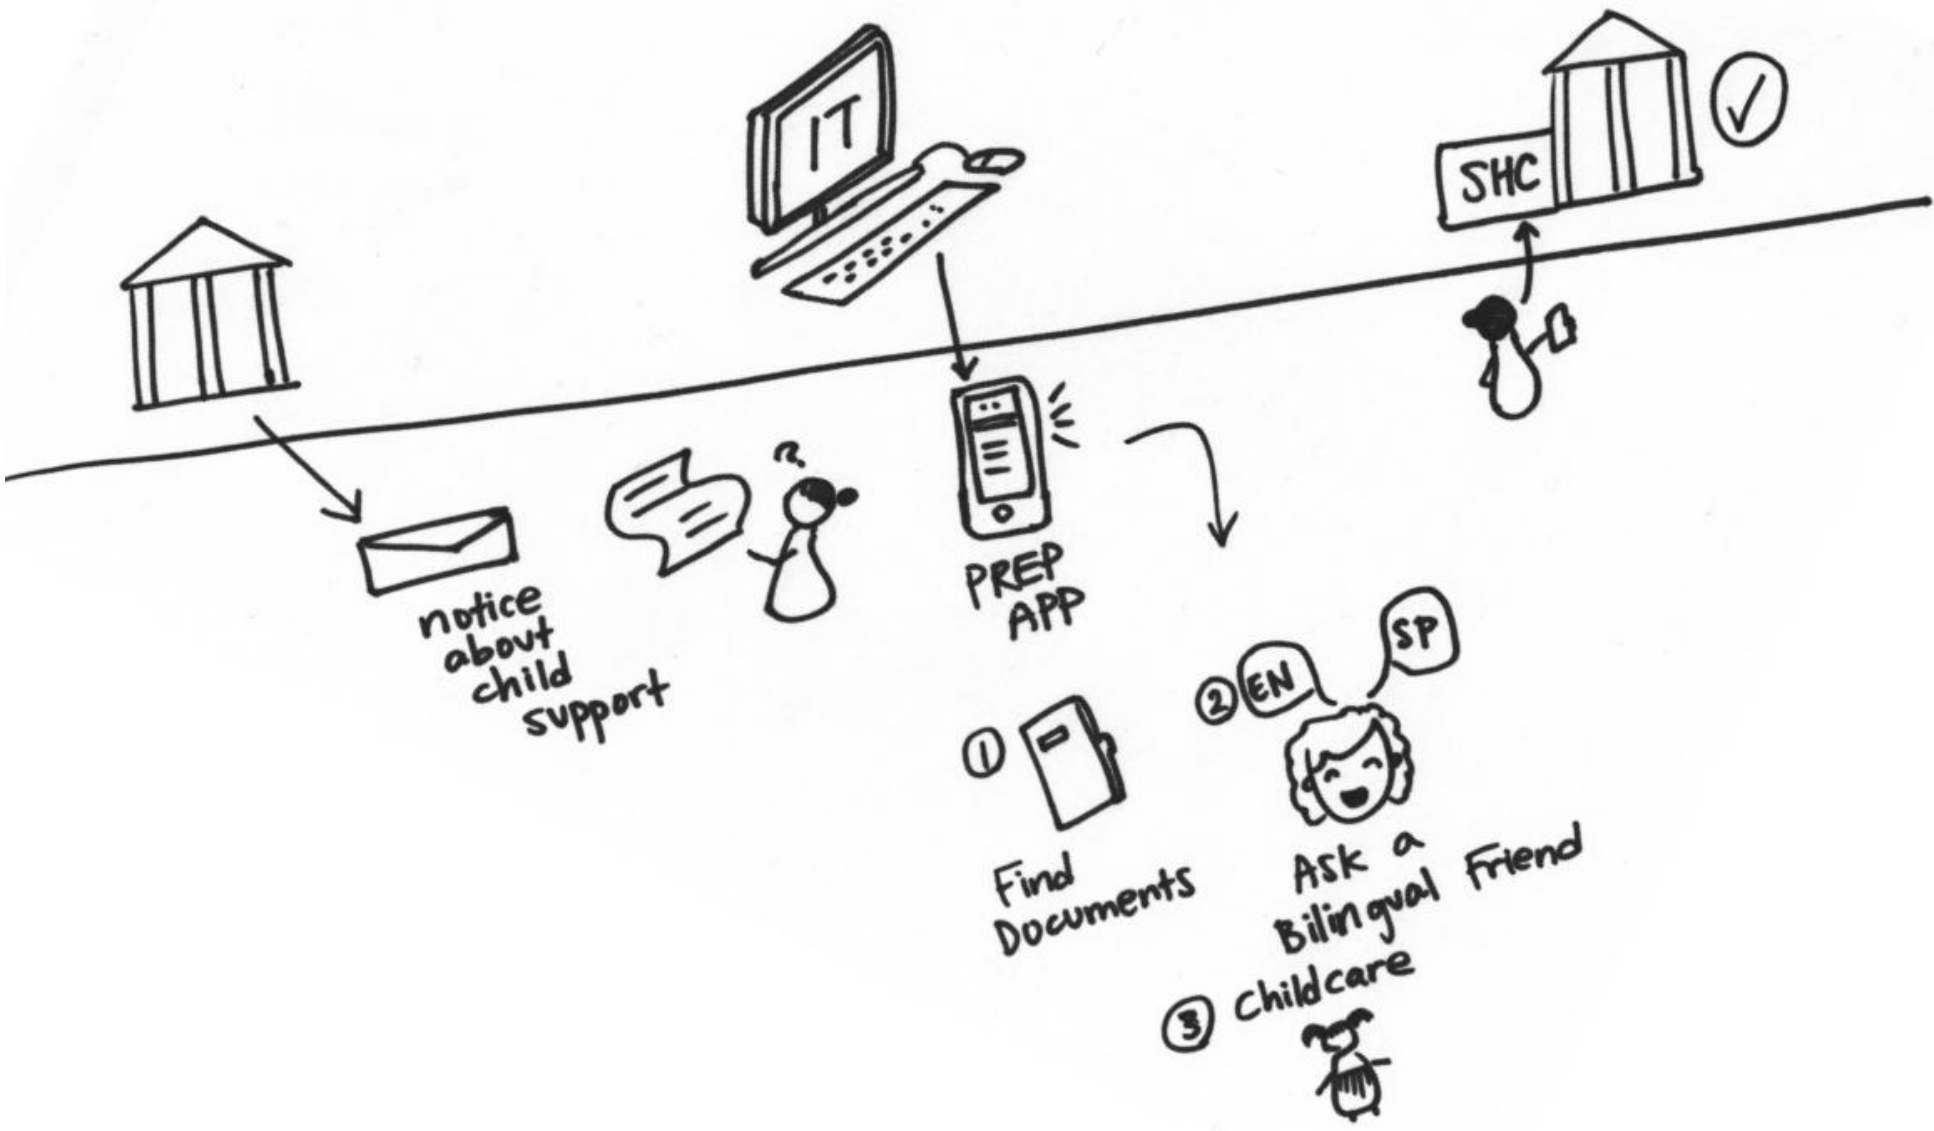 IT
SHC
notice
about
child
support
PREP
APP
1
Find
Documents
2
EN
SP
Ask a
Bilingual Friend
3 Childcare